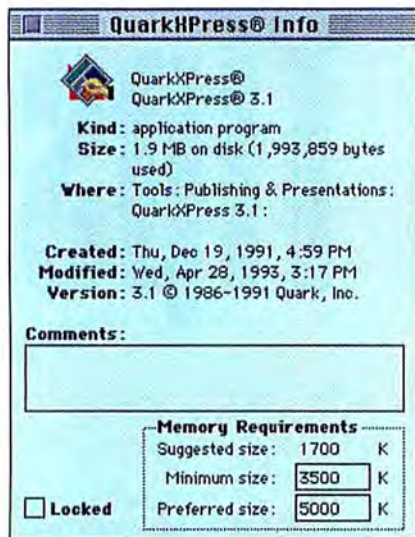 QuarkXPress® Info
QuarkXPress®
QuarkXPress® 3.1
Kind: application program
Size: 1.9 MB on disk (1,993,859 bytes
used)
Where: Tools: Publishing & Presentations:
QuarkXPress 3.1:
Created: Thu, Dec 19, 1991, 4:59 PM
Modified: Wed, Apr 28, 1993, 3:17 PM
Version: 3.1 © 1986-1991 Quark, Inc.
Comments:
Memory Requirements
Suggested size: 1700 K
Minimum size: 3500 K
Locked Preferred size: 5000 K